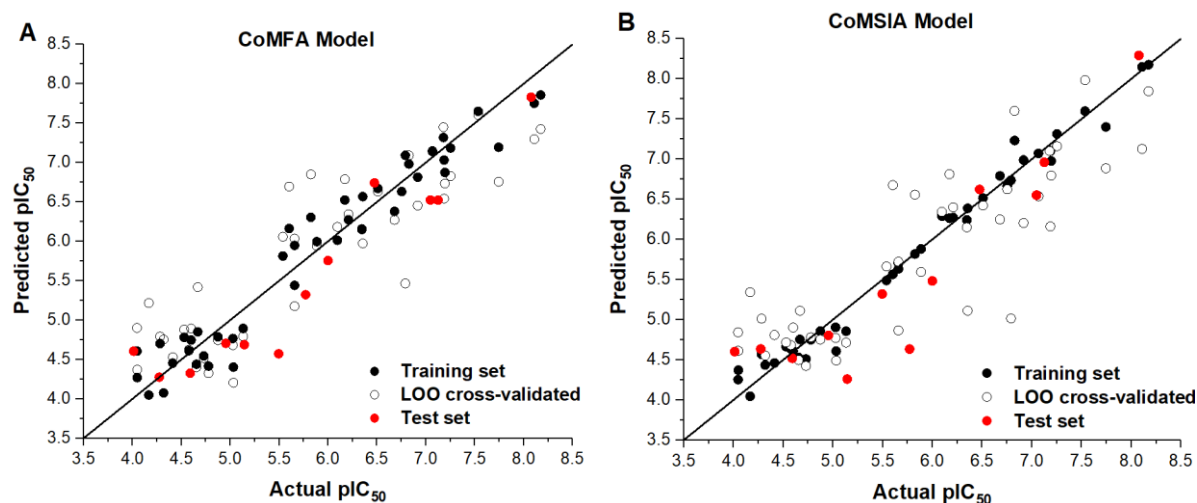 A
CoMFA Model
8.5
8.0
7.5
7.0
6.5
6.0
5.5
5.0
4.5
4.0
3.5
Predicted pIC50
Training set
LOO cross-validated
Test set
3.5 4.0 4.5 5.0 5.5 6.0 6.5 7.0 7.5 8.0 8.5
Actual pIC50
B
CoMSIA Model
8.5
8.0
7.5
7.0
6.5
6.0
5.5
5.0
4.5
4.0
3.5
Predicted pIC50
Training set
LOO cross-validated
Test set
3.5 4.0 4.5 5.0 5.5 6.0 6.5 7.0 7.5 8.0 8.5
Actual pIC50